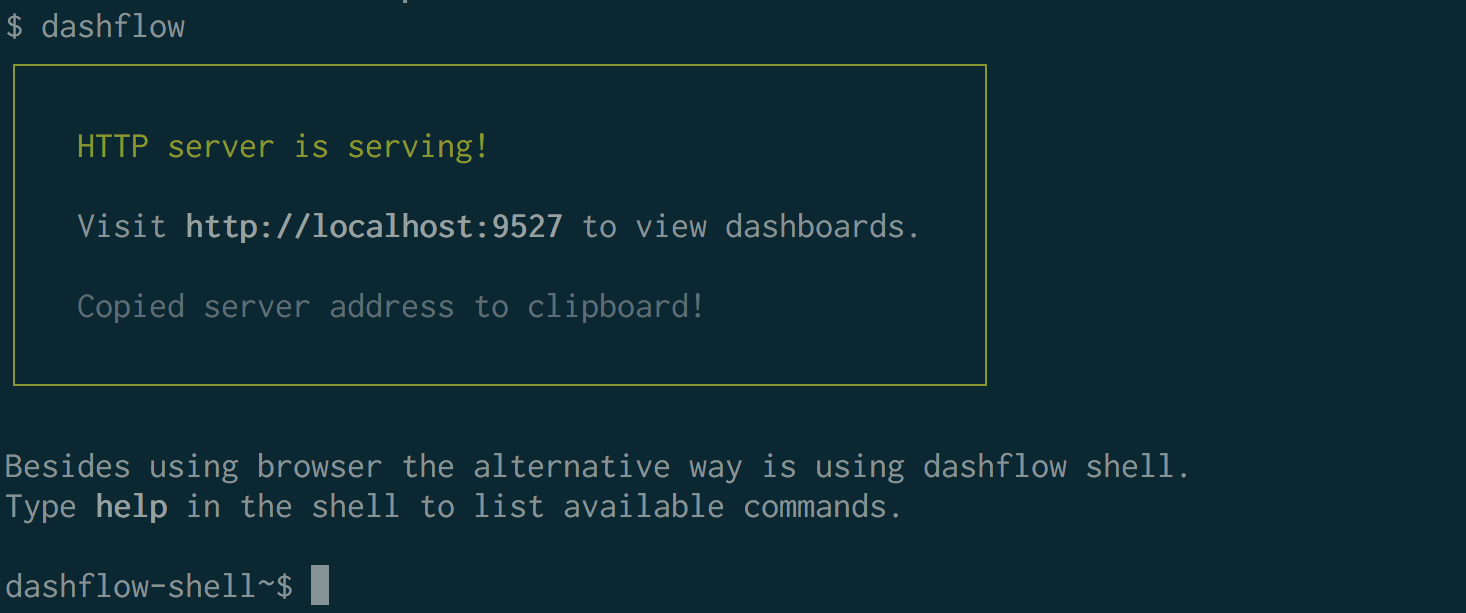 $ dashflow
HTTP server is serving!
Visit http://localhost:9527 to view dashboards.
Copied server address to clipboard!
Besides using browser the alternative way is using dashflow shell.
Type help in the shell to list available commands.
dashflow-shell~$